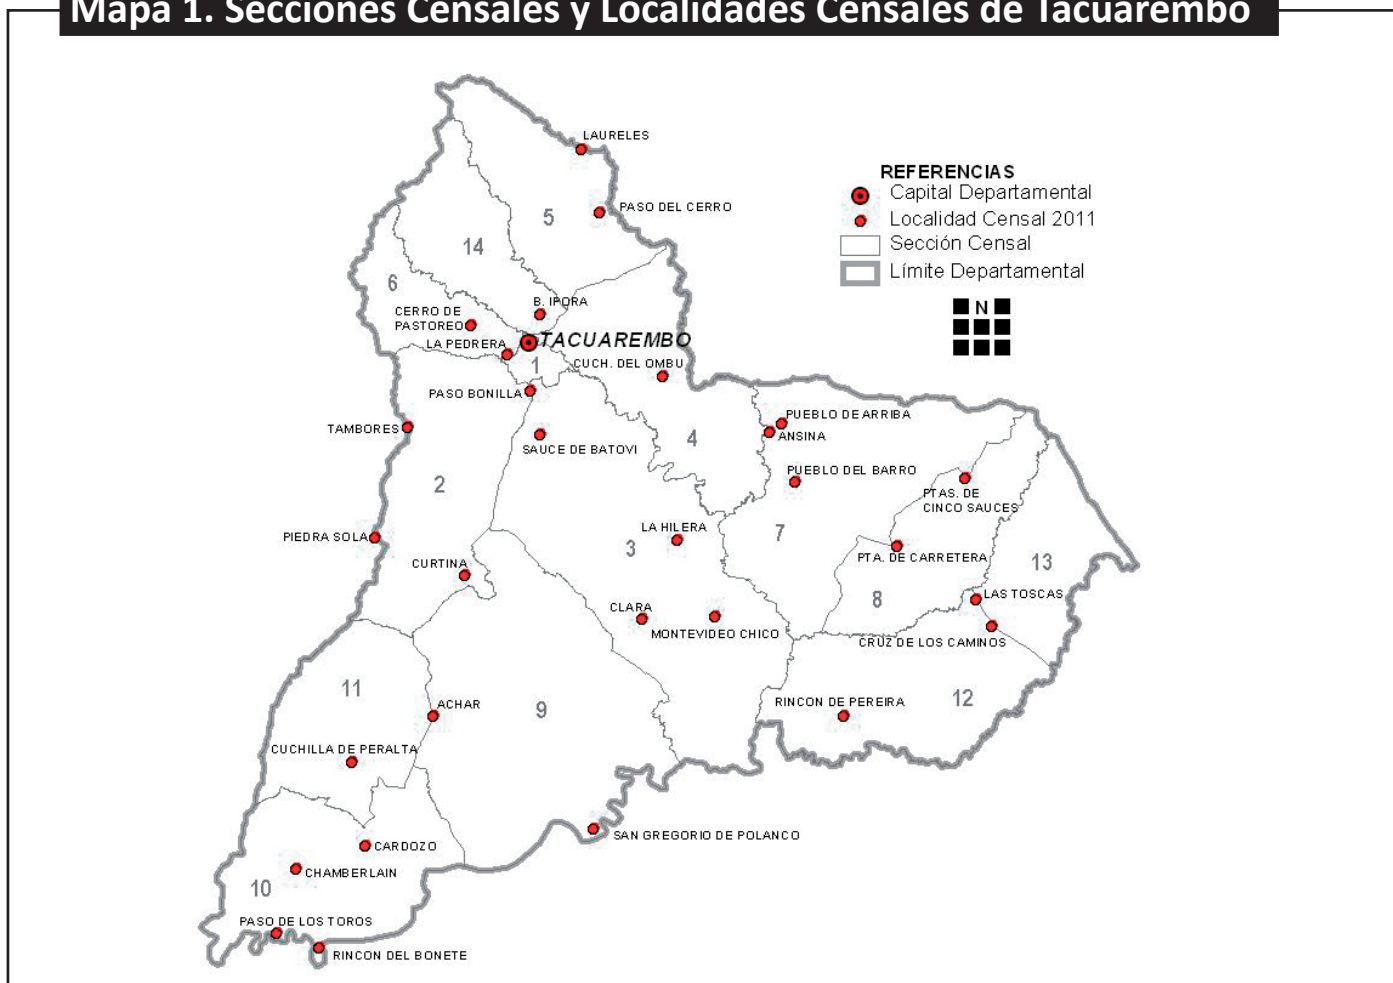 Mapa 1. Secciones Censales y Localidades Censales de Tacuarembo
LAURELES
REFERENCIAS
Capital Departamental
Localidad Censal 2011
Sección Censal
Límite Departamental
N
PASO DEL CERRO
5
14
6
B. IPORA
CERRO DE
PASTOREO
TACUAREMBO
LA PEDRERA
1
CUCH. DEL OMBU
PASO BONILLA
PUEBLO DE ARRIBA
ANSINA
TAMBORES
4
SAUCE DE BATOVI
PUEBLO DEL BARRO
2
PTAS. DE
CINCO SAUCES
LA HILERA
7
PIEDRA SOLA
3
PTA. DE CARRETERA
13
CURTINA
LAS TOSCAS
8
CLARA
MONTEVIDEO CHICO
CRUZ DE LOS CAMINOS
11
12
ACHAR
9
RINCON DE PEREIRA
CUCHILLA DE PERALTA
SAN GREGORIO DE POLANCO
CARDOZO
CHAMBERLAIN
10
PASO DE LOS TOROS
RINCON DEL BONETE